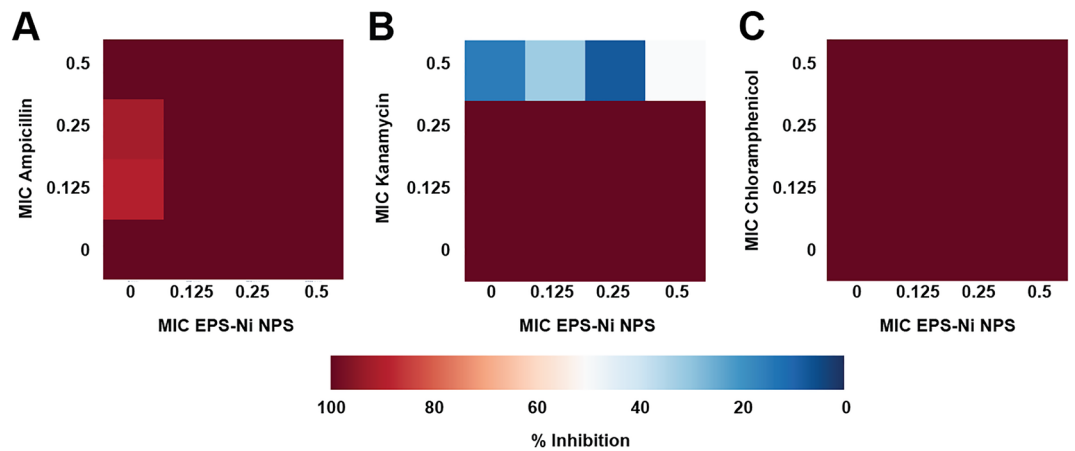 A
B
C
MIC Ampicillin
0.5
0.25
0.125
0
0 0.125 0.25 0.5
MIC EPS-Ni NPS
MIC Kanamycin
0.5
0.25
0.125
0
0 0.125 0.25 0.5
MIC EPS-Ni NPS
MIC Chloramphenicol
0.5
0.25
0.125
0
0 0.125 0.25 0.5
MIC EPS-Ni NPS
100 80 60 40 20 0
% Inhibition